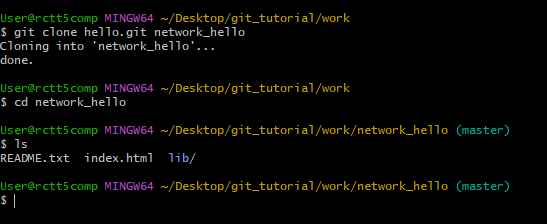 User@rctt5comp MINGW64 ~/Desktop/git_tutorial/work
$ git clone hello.git network_hello
Cloning into 'network_hello'...
done.
User@rctt5comp MINGW64 ~/Desktop/git_tutorial/work
$ cd network_hello
User@rctt5comp MINGW64 ~/Desktop/git_tutorial/work/network_hello (master)
$ ls
README.txt  index.html  lib/
User@rctt5comp MINGW64 ~/Desktop/git_tutorial/work/network_hello (master)
$